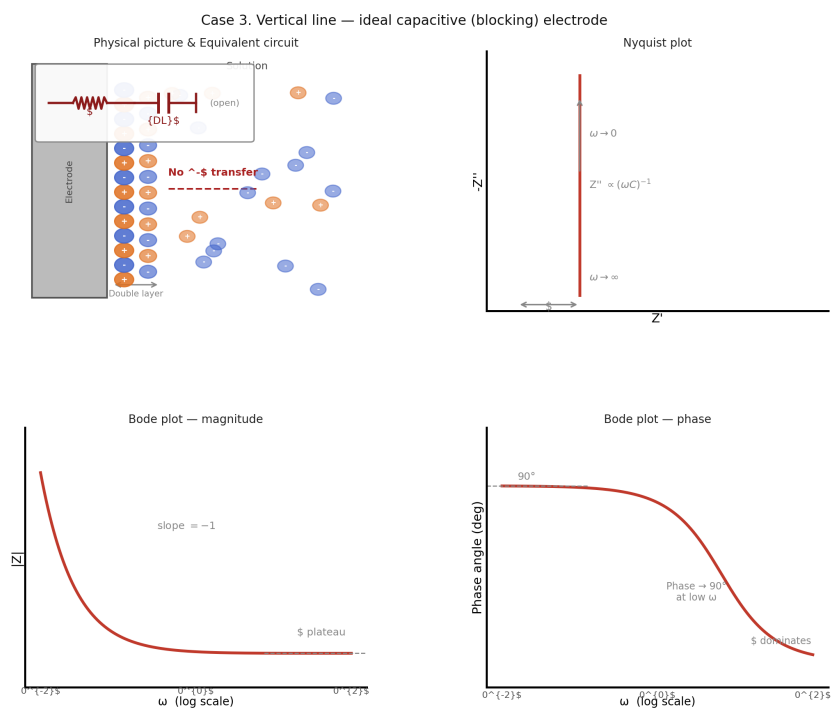 Case 3. Vertical line — ideal capacitive (blocking) electrode
Physical picture & Equivalent circuit
Solution
$
{DL}$
(open)
Electrode
No ^-$ transfer
Double layer
Nyquist plot
-Z''
ω→0
Z'' ∝(ωC)⁻¹
ω→∞
$
Z'
Bode plot — magnitude
|Z|
slope =−1
$ plateau
0^{-2}$ 0^{0}$ 0^{2}$
ω (log scale)
Bode plot — phase
Phase angle (deg)
90°
Phase → 90°
at low ω
$ dominates
0^{-2}$ 0^{0}$ 0^{2}$
ω (log scale)